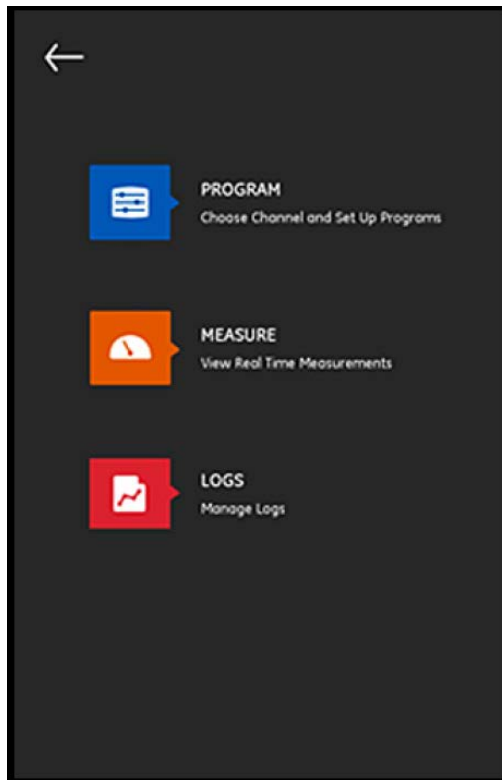 PROGRAM
Choose Channel and Set Up Programs
MEASURE
View Real Time Measurements
LOGS
Manage Logs